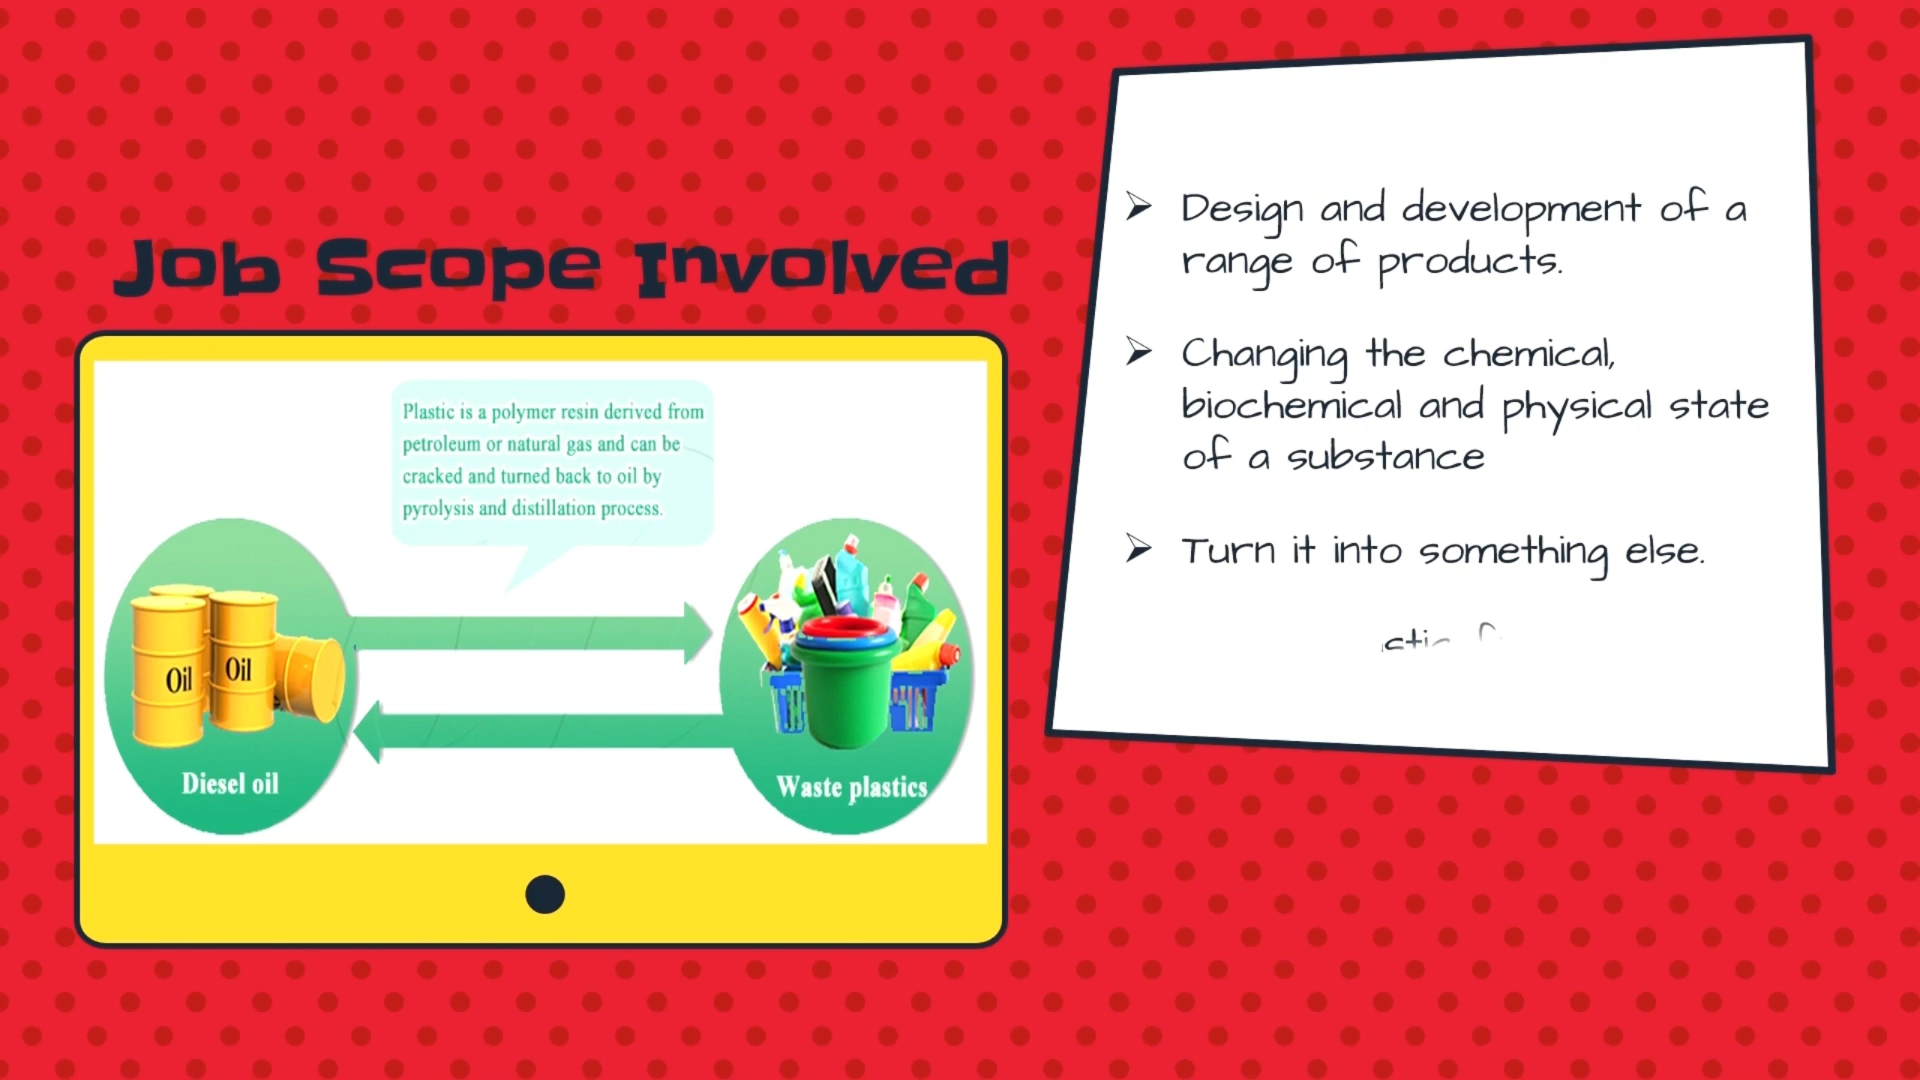 Job Scope Involved
Plastic is a polymer resin derived from
petroleum or natural gas and can be
cracked and turned back to oil by
pyrolysis and distillation process.
Oil
Oil
Diesel oil
Waste plastics
➢ Design and development of a
range of products.
➢ Changing the chemical,
biochemical and physical state
of a substance
➢ Turn it into something else.